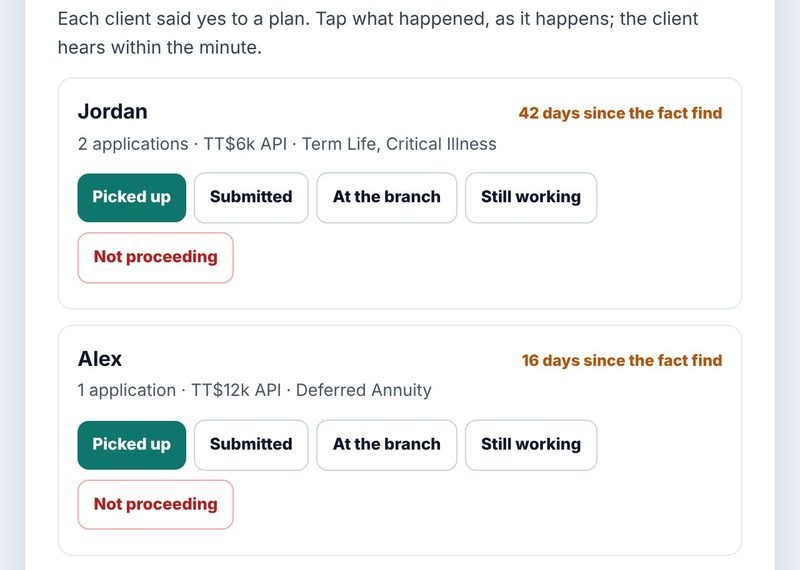 Each client said yes to a plan. Tap what happened, as it happens; the client
hears within the minute.
Jordan
42 days since the fact find
2 applications · TT$6k API · Term Life, Critical Illness
Picked up
Submitted
At the branch
Still working
Not proceeding
Alex
16 days since the fact find
1 application · TT$12k API · Deferred Annuity
Picked up
Submitted
At the branch
Still working
Not proceeding